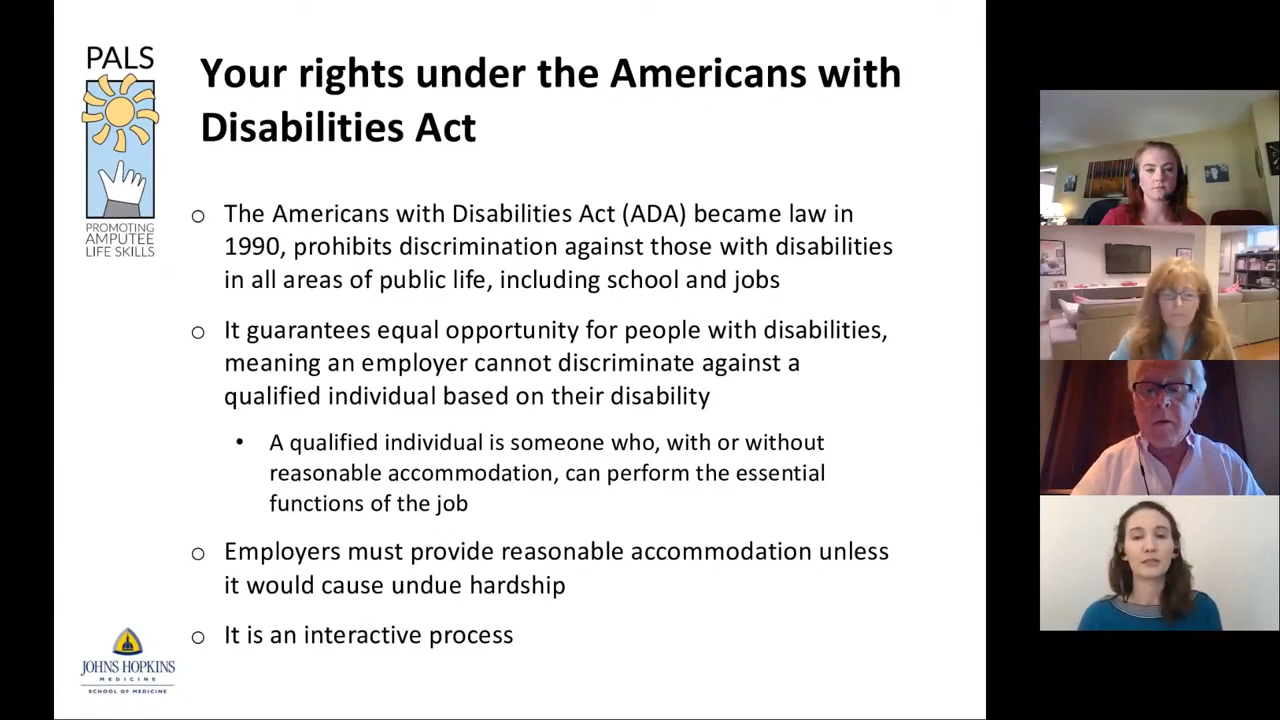 PALS
PROMOTING
AMPUTEE
LIFE SKILLS
Your rights under the Americans with
Disabilities Act
o The Americans with Disabilities Act (ADA) became law in
1990, prohibits discrimination against those with disabilities
in all areas of public life, including school and jobs
o It guarantees equal opportunity for people with disabilities,
meaning an employer cannot discriminate against a
qualified individual based on their disability
• A qualified individual is someone who, with or without
reasonable accommodation, can perform the essential
functions of the job
o Employers must provide reasonable accommodation unless
it would cause undue hardship
o It is an interactive process
JOHNS HOPKINS
MEDICINE
SCHOOL OF MEDICINE